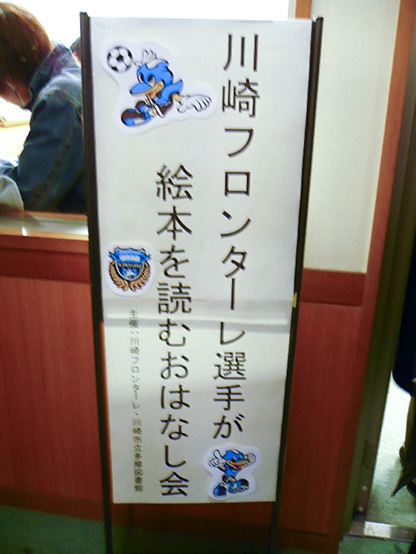 川崎フロンターレ選手が
絵本を読むおはなし会
主催：川崎フロンターレ・川崎市立多摩図書館